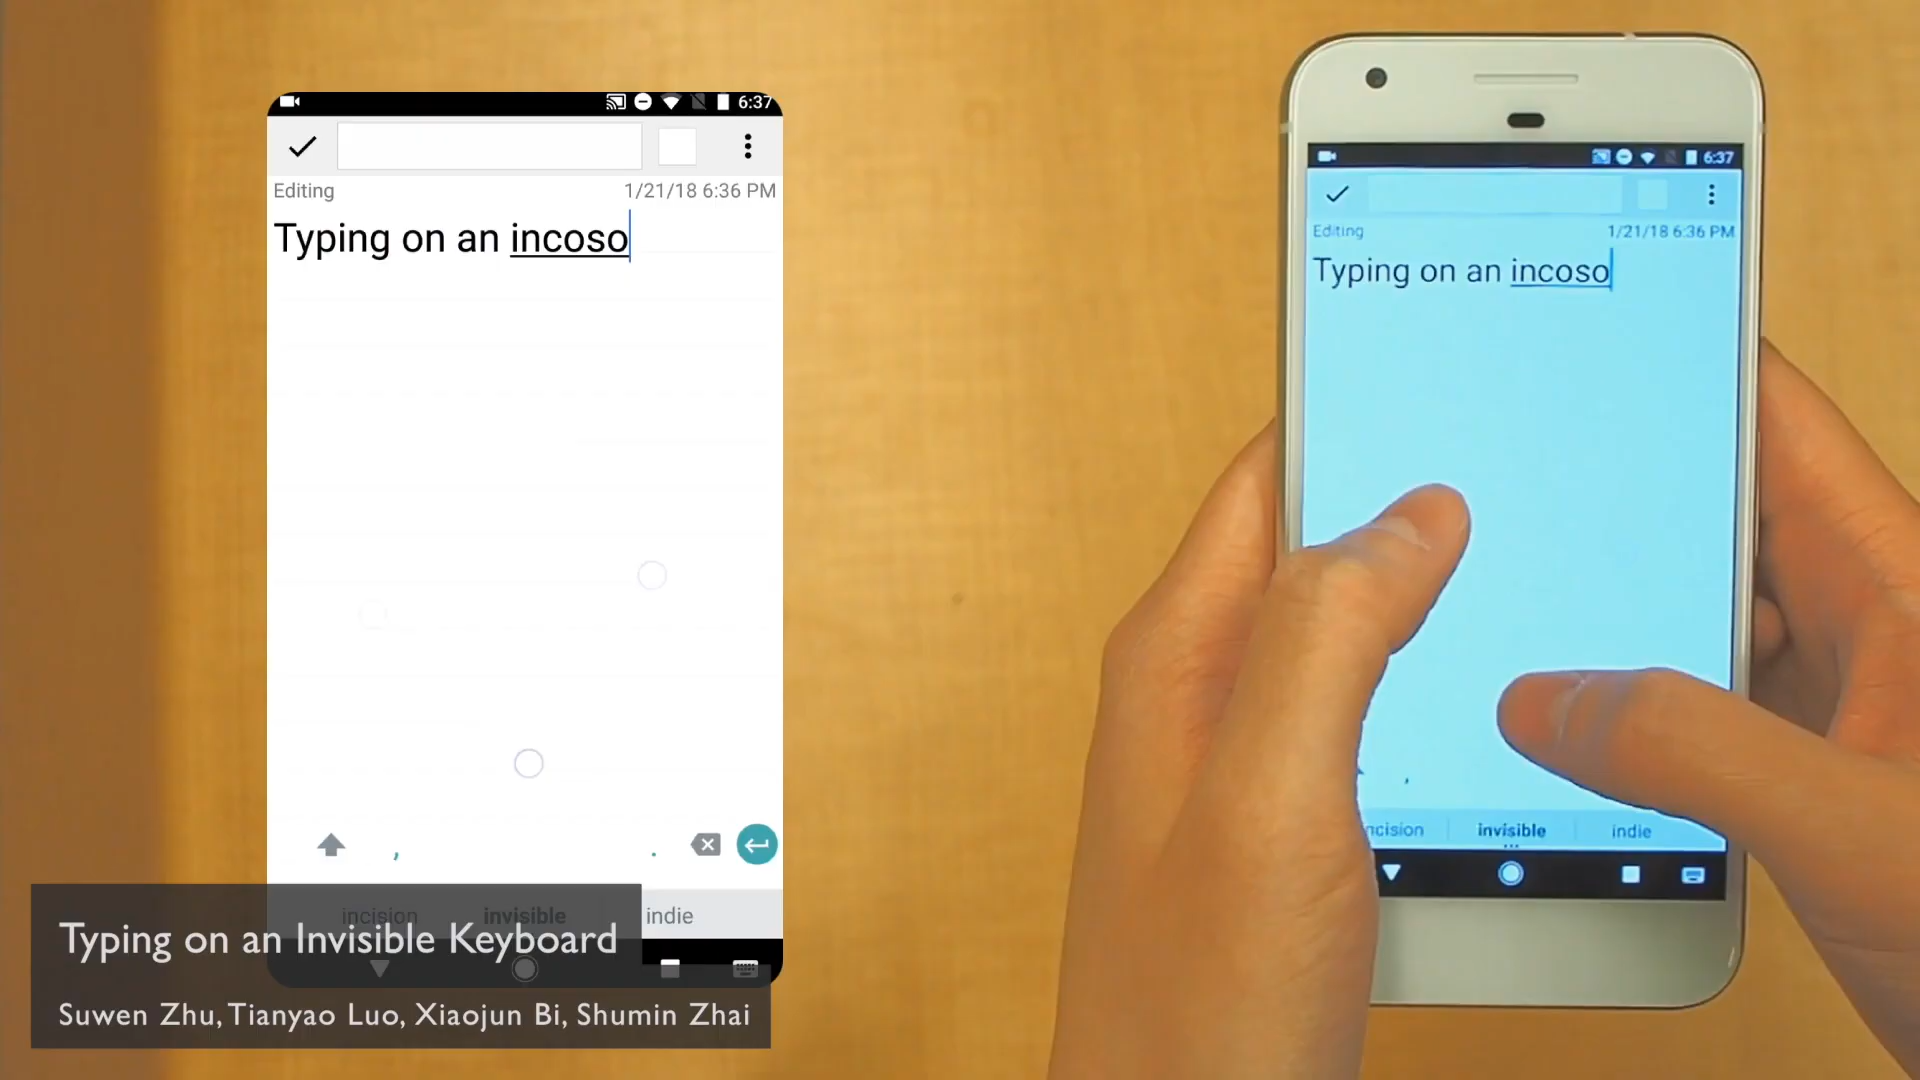 6:37
Editing
1/21/18 6:36 PM
Typing on an incoso
,
.
incision
invisible
indie
Typing on an Invisible Keyboard
Suwen Zhu, Tianyao Luo, Xiaojun Bi, Shumin Zhai
6:37
Editing
1/21/18 6:36 PM
Typing on an incoso
,
ncision
invisible
indie